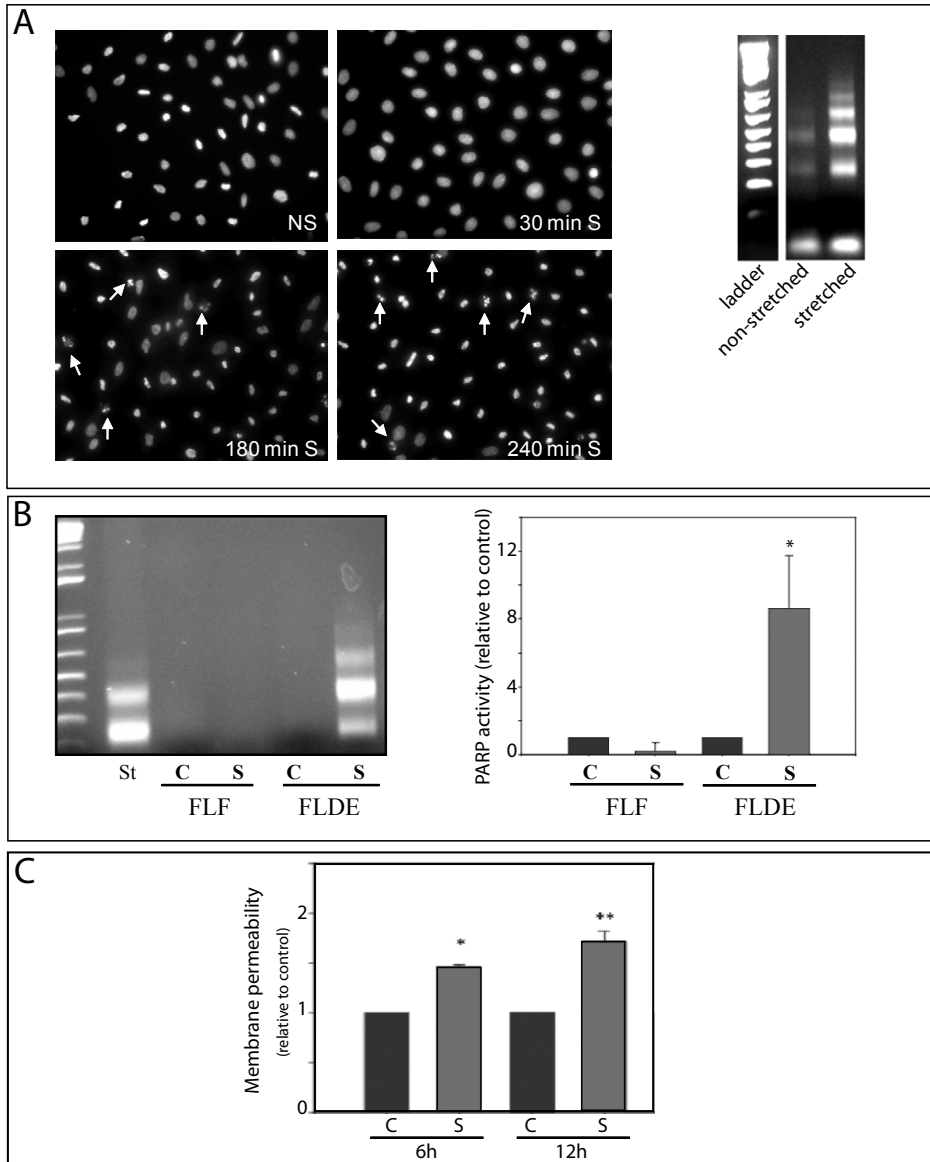 A
NS
30 min S
180 min S
240 min S
ladder
non-stretched
stretched
B
St
C S
FLF
C S
FLDE
PARP activity (relative to control)
12
8
4
0
*
C S
FLF
C S
FLDE
C
Membrane permeability
(relative to control)
2
1
0
*
**
C S
6h
C S
12h